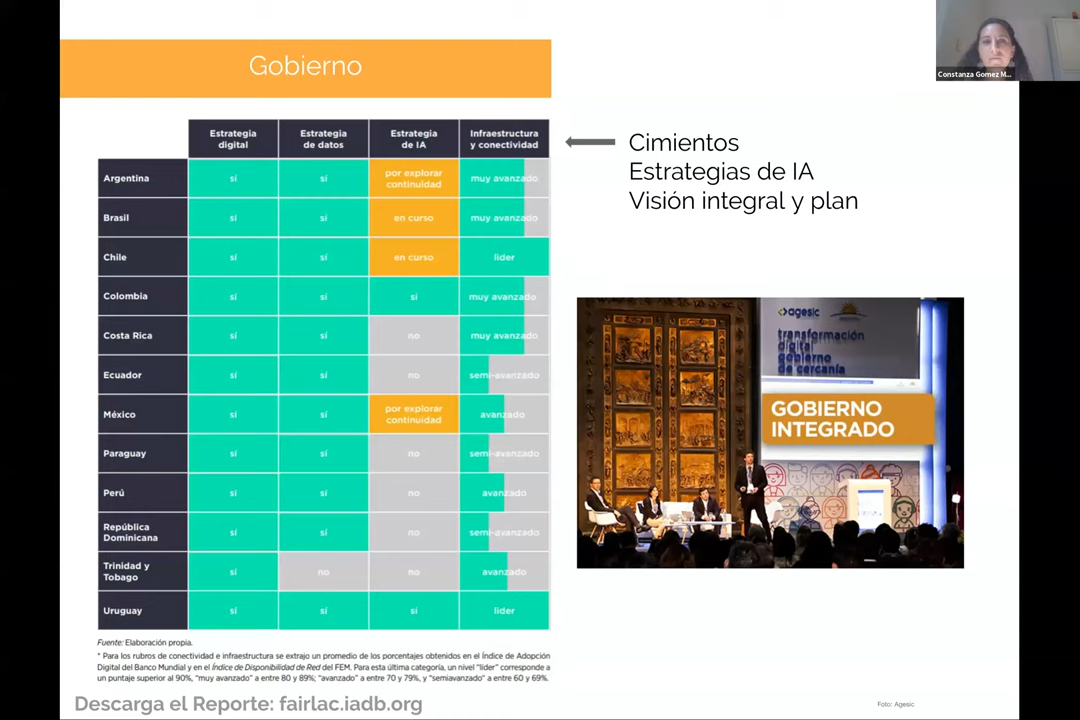 Gobierno
Constanza Gomez M...
Estrategia digital
Estrategia de datos
Estrategia de IA
Infraestructura y conectividad
Argentina sí sí por explorar continuidad muy avanzado
Brasil sí sí en curso muy avanzado
Chile sí sí en curso lider
Colombia sí sí sí muy avanzado
Costa Rica sí sí no muy avanzado
Ecuador sí sí no semi-avanzado
México sí sí por explorar continuidad avanzado
Paraguay sí sí no semi-avanzado
Perú sí sí no avanzado
República Dominicana sí sí no semi-avanzado
Trinidad y Tobago sí no no avanzado
Uruguay sí sí sí lider
Fuente: Elaboración propia.
* Para los rubros de conectividad e infraestructura se extrajo un promedio de los porcentajes obtenidos en el Índice de Adopción
Digital del Banco Mundial y en el Índice de Disponibilidad de Red del FEM. Para esta última categoría, un nivel "líder" corresponde a
un puntaje superior al 90%, "muy avanzado" a entre 80 y 89%; "avanzado" a entre 70 y 79%, y "semiavanzado" a entre 60 y 69%.
Cimientos
Estrategias de IA
Visión integral y plan
agesic
transformación
digital
gobierno
de cercanía
GOBIERNO
INTEGRADO
Descarga el Reporte: fairlac.iadb.org
Foto: Agesic